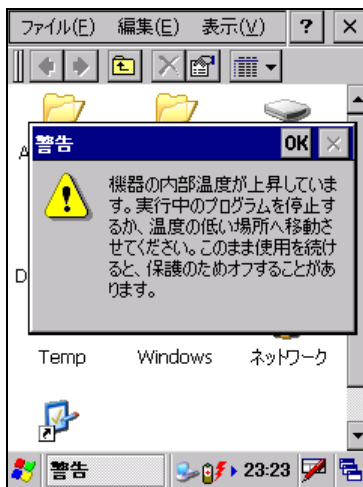 ファイル(F) 編集(E) 表示(V) ? ×
警告 OK ×
機器の内部温度が上昇していま
す。実行中のプログラムを停止す
るか、温度の低い場所へ移動さ
せてください。このまま使用を続け
ると、保護のためオフすることがあ
ります。
Temp Windows ネットワーク
警告 23:23